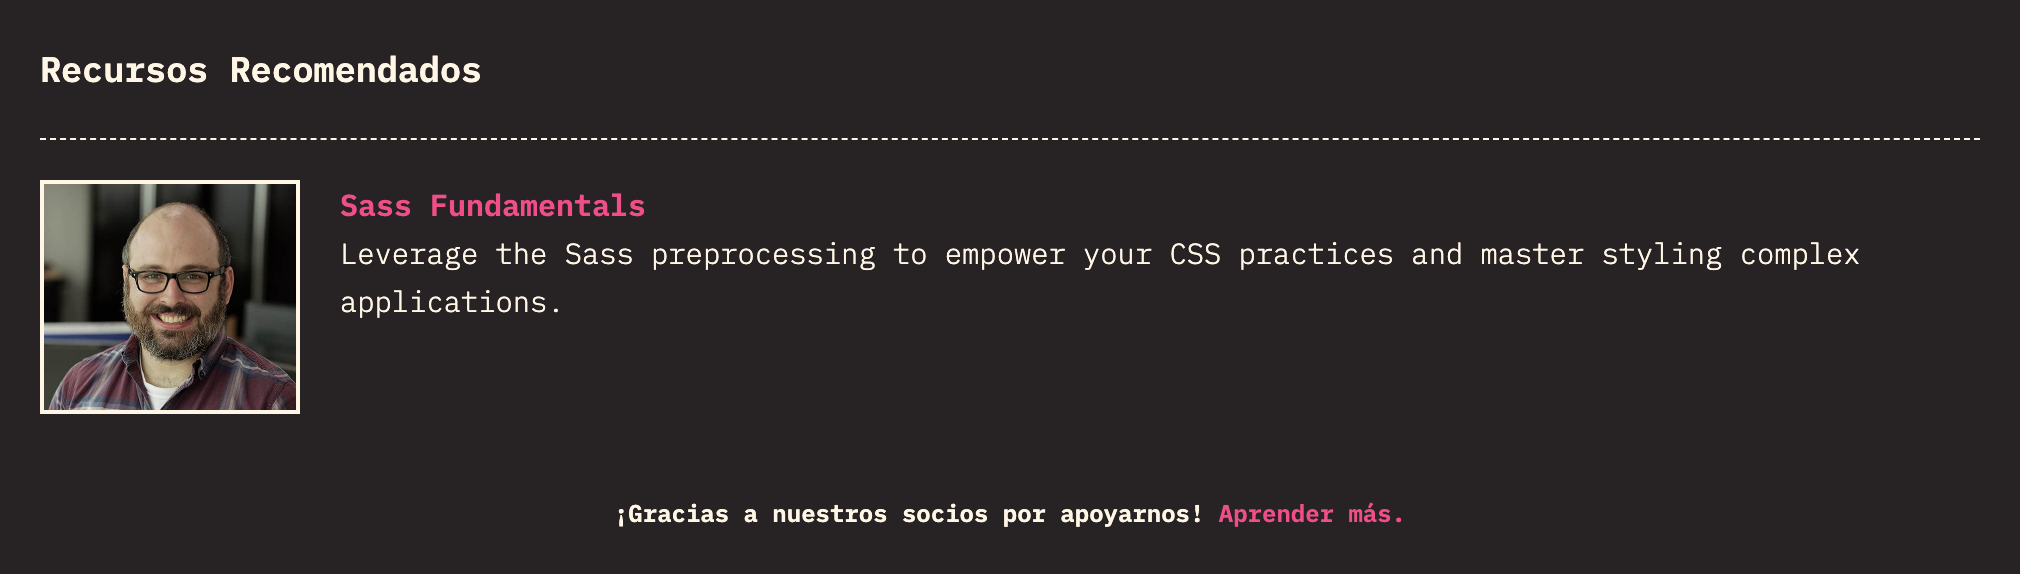 Recursos Recomendados
Sass Fundamentals
Leverage the Sass preprocessing to empower your CSS practices and master styling complex
applications.
¡Gracias a nuestros socios por apoyarnos! Aprender más.